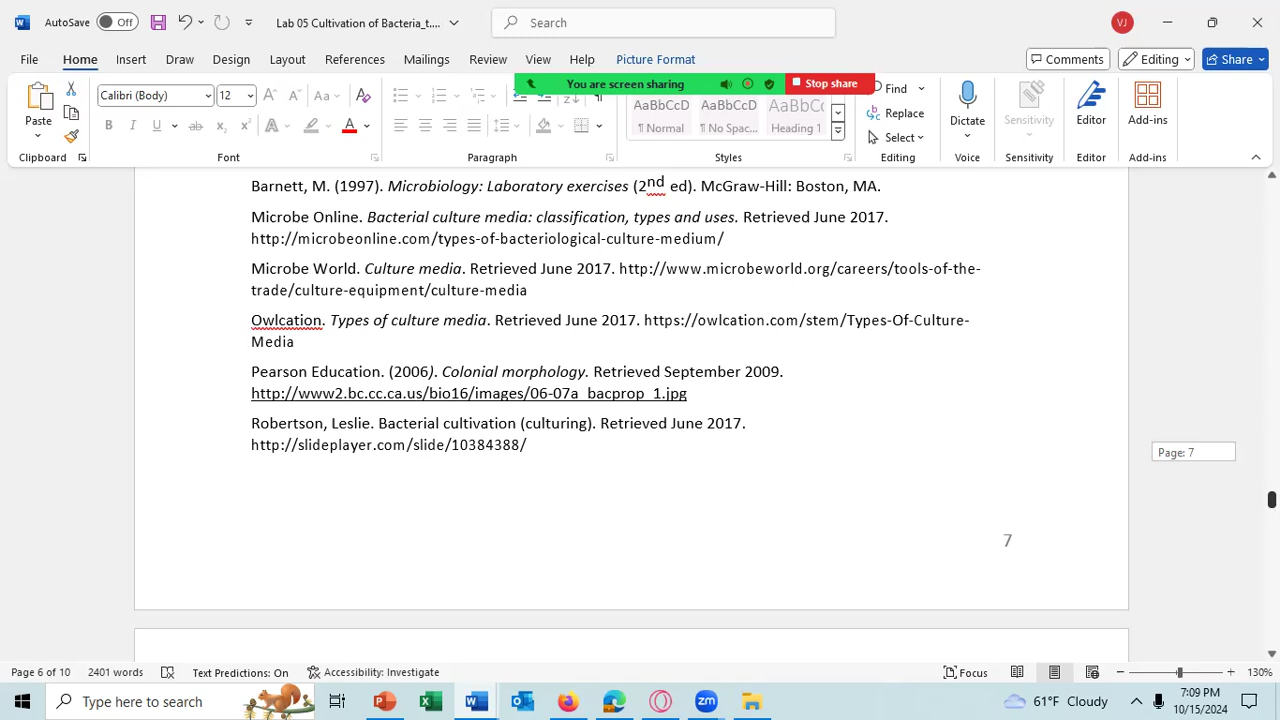 AutoSave Off Lab 05 Cultivation of Bacteria_t.... Search VJ
File Home Insert Draw Design Layout References Mailings Review View Help Picture Format Comments Editing Share
You are screen sharing Stop share
Calibri (Body) 12 Aa AaBbCcD AaBbCcD AaBbCc Find
Paste B I U ab x₂ x² A A ¶ Normal ¶ No Spac... Heading 1 Replace Select Dictate Sensitivity Editor Add-ins
Clipboard Font Paragraph Styles Editing Voice Sensitivity Editor Add-ins
Barnett, M. (1997). Microbiology: Laboratory exercises (2nd ed). McGraw-Hill: Boston, MA.
Microbe Online. Bacterial culture media: classification, types and uses. Retrieved June 2017.
http://microbeonline.com/types-of-bacteriological-culture-medium/
Microbe World. Culture media. Retrieved June 2017. http://www.microbeworld.org/careers/tools-of-the-
trade/culture-equipment/culture-media
Owlcation. Types of culture media. Retrieved June 2017. https://owlcation.com/stem/Types-Of-Culture-
Media
Pearson Education. (2006). Colonial morphology. Retrieved September 2009.
http://www2.bc.cc.ca.us/bio16/images/06-07a_bacprop_1.jpg
Robertson, Leslie. Bacterial cultivation (culturing). Retrieved June 2017.
http://slideplayer.com/slide/10384388/
Page: 7
7
Page 6 of 10 2401 words Text Predictions: On Accessibility: Investigate Focus 130%
Type here to search 61°F Cloudy 7:09 PM
10/15/2024